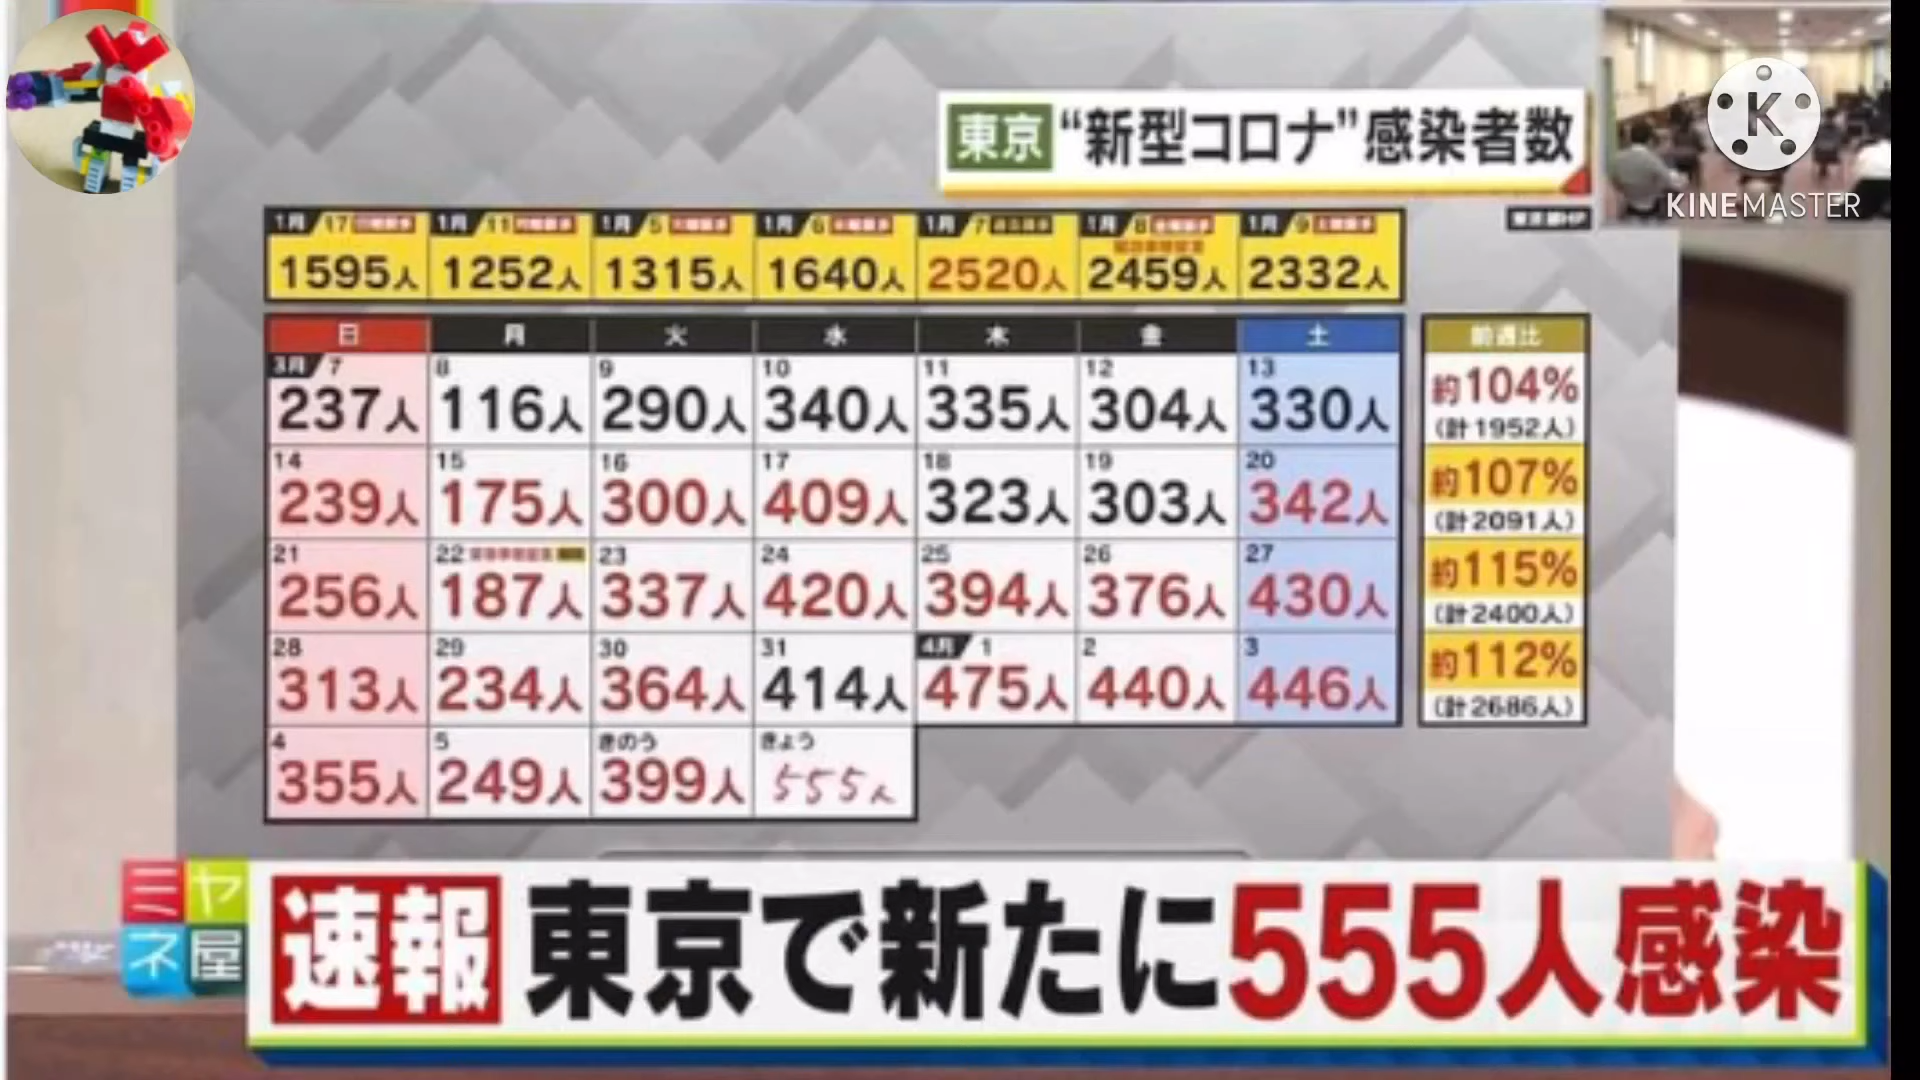 東京 “新型コロナ”感染者数
KINEMASTER
1月 17 1月 11 1月 5 1月 6 1月 7 1月 8 1月 9
1595人 1252人 1315人 1640人 2520人 2459人 2332人
日 月 火 水 木 金 土 前週比
3月 7 8 9 10 11 12 13
237人 116人 290人 340人 335人 304人 330人 約104%
(計1952人)
14 15 16 17 18 19 20
239人 175人 300人 409人 323人 303人 342人 約107%
(計2091人)
21 22 23 24 25 26 27
256人 187人 337人 420人 394人 376人 430人 約115%
(計2400人)
28 29 30 31 4月 1 2 3
313人 234人 364人 414人 475人 440人 446人 約112%
(計2686人)
4 5 きのう きょう
355人 249人 399人 555人
ミヤネ屋
速報 東京で新たに555人感染